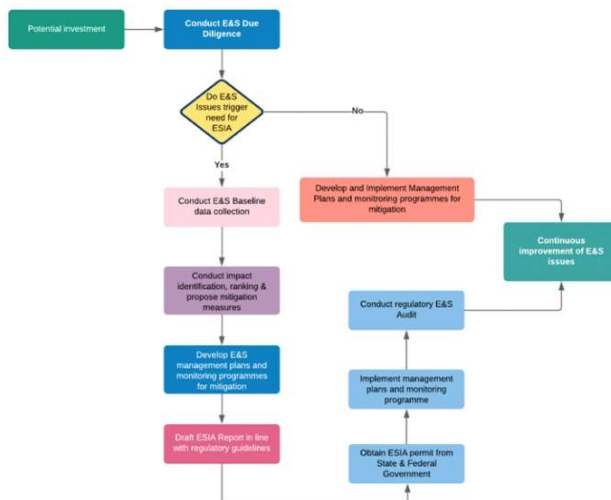 Potential investment
Conduct E&S Due
Diligence
Do E&S
Issues trigger
need for
ESIA
No
Yes
Conduct E&S Baseline
data collection
Develop and Implement Management
Plans and monitroring programmes for
mitigation
Continuous
improvement of E&S
issues
Conduct impact
identification, ranking &
propose mitigation
measures
Conduct regulatory E&S
Audit
Develop E&S
management plans and
monitoring programmes
for mitigation
Implement management
plans and monitoring
programme
Draft ESIA Report in line
with regulatory guidelines
Obtain ESIA permit from
State & Federal
Government